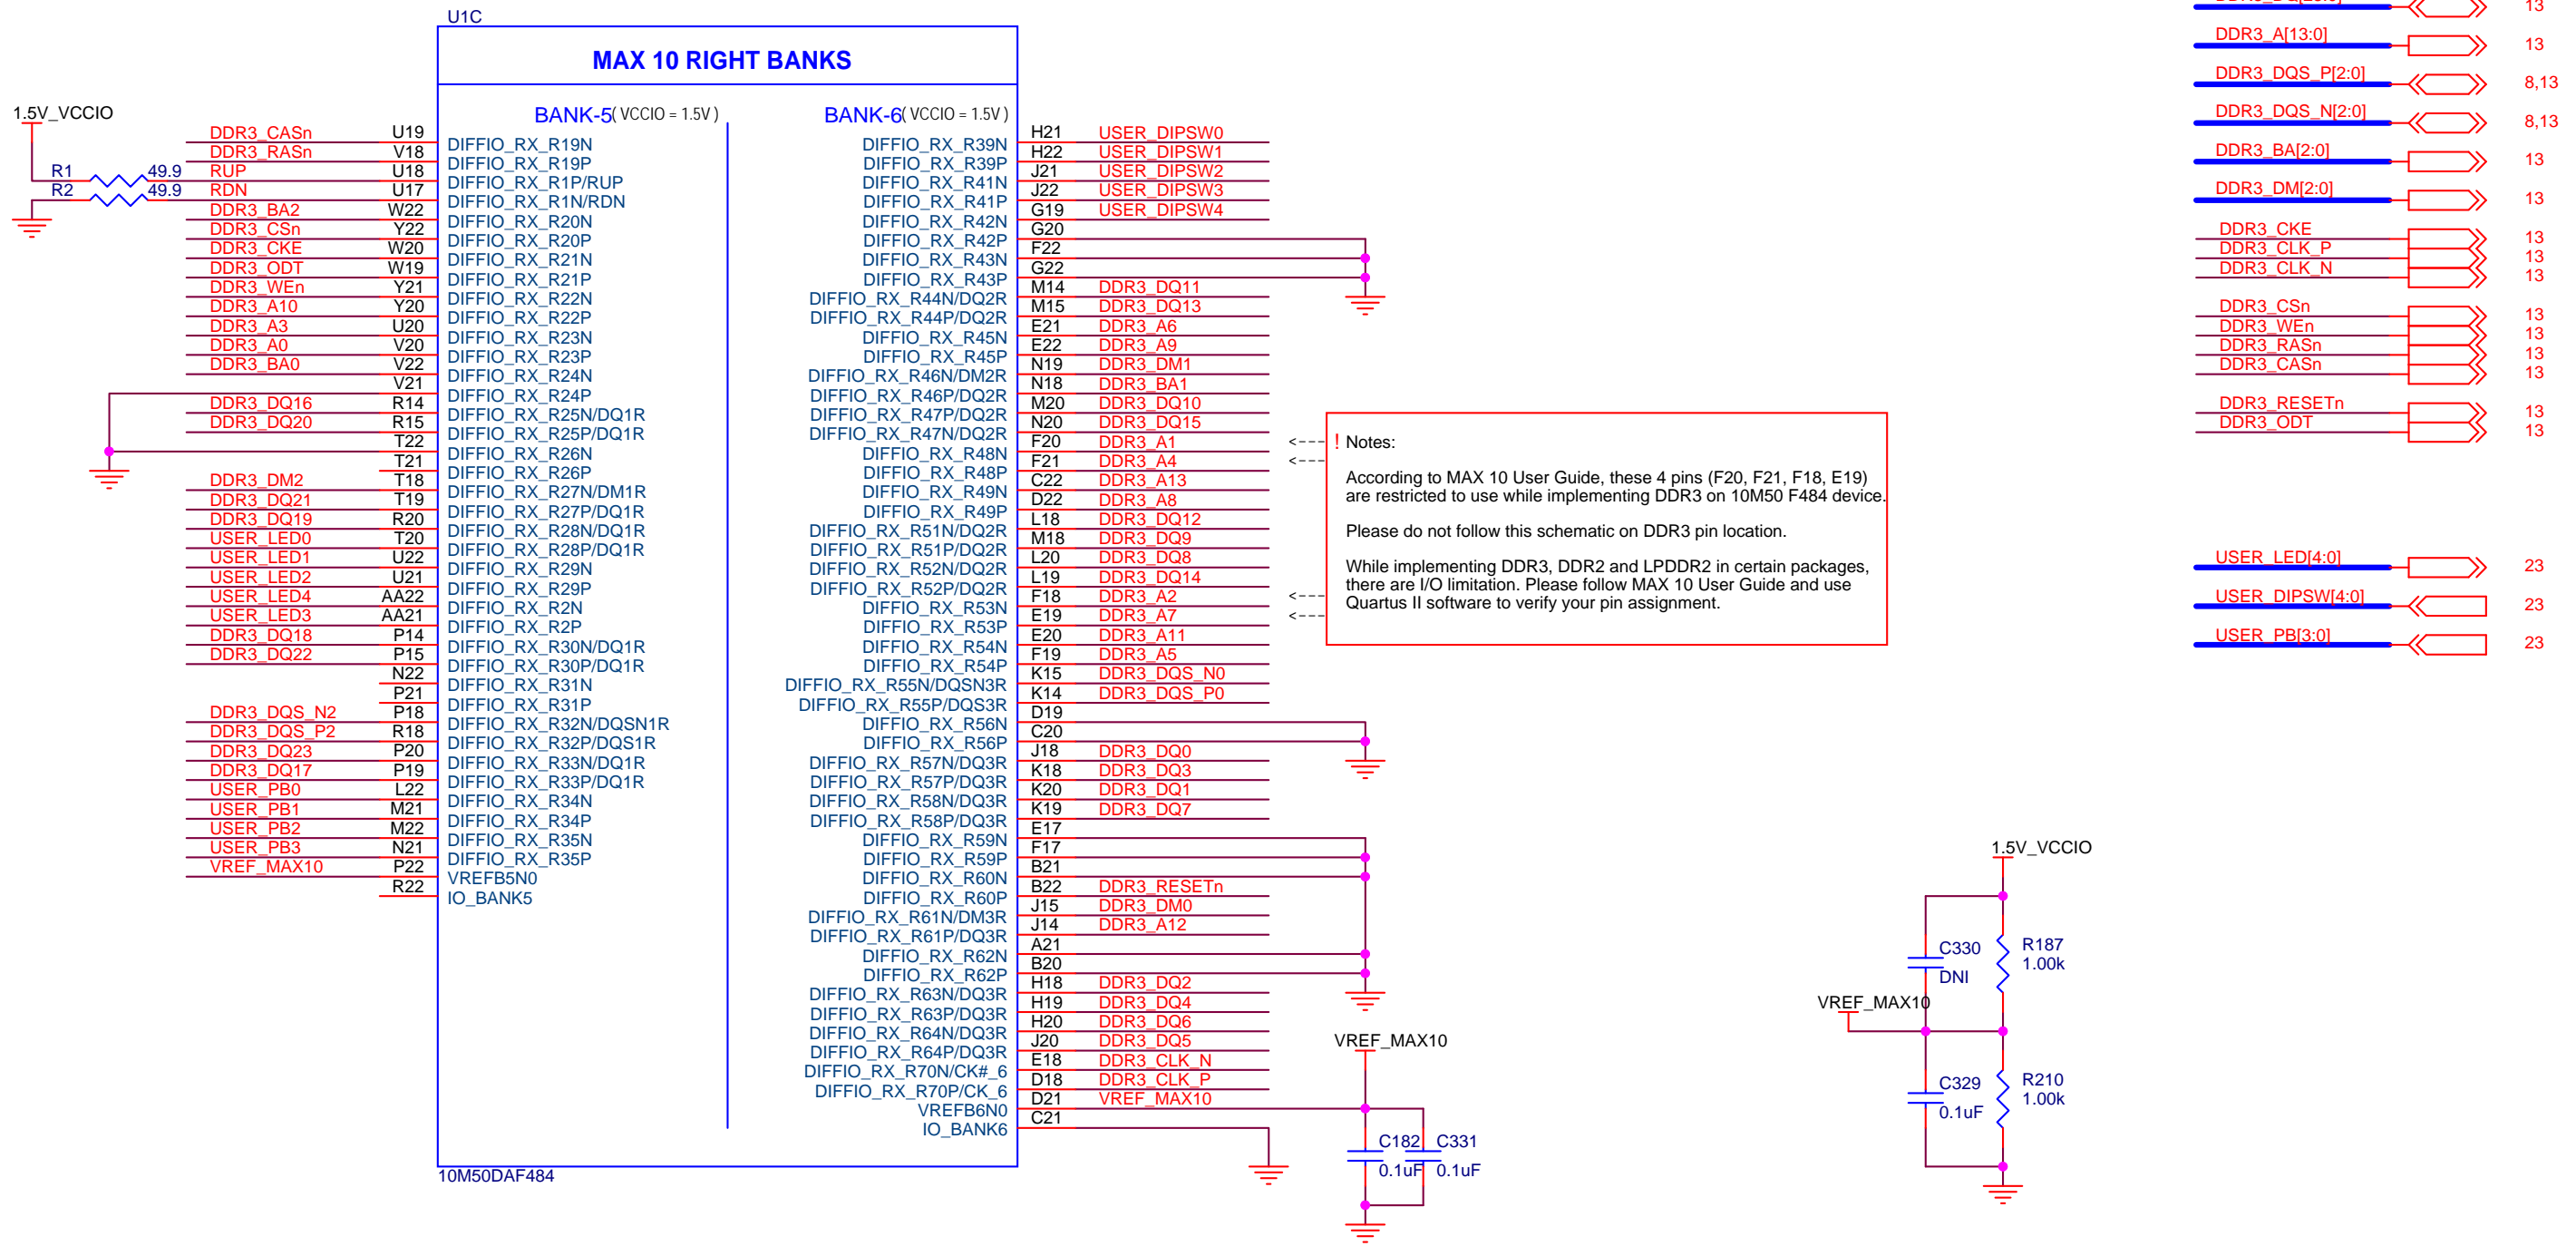 U1C
MAX 10 RIGHT BANKS
BANK-5( VCCIO = 1.5V )
BANK-6( VCCIO = 1.5V )
1.5V_VCCIO
R1 49.9
R2 49.9
DDR3_CASn U19 DIFFIO_RX_R19N
DDR3_RASn V18 DIFFIO_RX_R19P
RUP U18 DIFFIO_RX_R1P/RUP
RDN U17 DIFFIO_RX_R1N/RDN
DDR3_BA2 W22 DIFFIO_RX_R20N
DDR3_CSn Y22 DIFFIO_RX_R20P
DDR3_CKE W20 DIFFIO_RX_R21N
DDR3_ODT W19 DIFFIO_RX_R21P
DDR3_WEn Y21 DIFFIO_RX_R22N
DDR3_A10 Y20 DIFFIO_RX_R22P
DDR3_A3 U20 DIFFIO_RX_R23N
DDR3_A0 V20 DIFFIO_RX_R23P
DDR3_BA0 V22 DIFFIO_RX_R24N
V21 DIFFIO_RX_R24P
DDR3_DQ16 R14 DIFFIO_RX_R25N/DQ1R
DDR3_DQ20 R15 DIFFIO_RX_R25P/DQ1R
T22 DIFFIO_RX_R26N
T21 DIFFIO_RX_R26P
DDR3_DM2 T18 DIFFIO_RX_R27N/DM1R
DDR3_DQ21 T19 DIFFIO_RX_R27P/DQ1R
DDR3_DQ19 R20 DIFFIO_RX_R28N/DQ1R
USER_LED0 T20 DIFFIO_RX_R28P/DQ1R
USER_LED1 U22 DIFFIO_RX_R29N
USER_LED2 U21 DIFFIO_RX_R29P
USER_LED4 AA22 DIFFIO_RX_R2N
USER_LED3 AA21 DIFFIO_RX_R2P
DDR3_DQ18 P14 DIFFIO_RX_R30N/DQ1R
DDR3_DQ22 P15 DIFFIO_RX_R30P/DQ1R
N22 DIFFIO_RX_R31N
P21 DIFFIO_RX_R31P
DDR3_DQS_N2 P18 DIFFIO_RX_R32N/DQSN1R
DDR3_DQS_P2 R18 DIFFIO_RX_R32P/DQS1R
DDR3_DQ23 P20 DIFFIO_RX_R33N/DQ1R
DDR3_DQ17 P19 DIFFIO_RX_R33P/DQ1R
USER_PB0 L22 DIFFIO_RX_R34N
USER_PB1 M21 DIFFIO_RX_R34P
USER_PB2 M22 DIFFIO_RX_R35N
USER_PB3 N21 DIFFIO_RX_R35P
VREF_MAX10 P22 VREFB5N0
R22 IO_BANK5
DIFFIO_RX_R39N H21 USER_DIPSW0
DIFFIO_RX_R39P H22 USER_DIPSW1
DIFFIO_RX_R41N J21 USER_DIPSW2
DIFFIO_RX_R41P J22 USER_DIPSW3
DIFFIO_RX_R42N G19 USER_DIPSW4
DIFFIO_RX_R42P G20
DIFFIO_RX_R43N F22
DIFFIO_RX_R43P G22
DIFFIO_RX_R44N/DQ2R M14 DDR3_DQ11
DIFFIO_RX_R44P/DQ2R M15 DDR3_DQ13
DIFFIO_RX_R45N E21 DDR3_A6
DIFFIO_RX_R45P E22 DDR3_A9
DIFFIO_RX_R46N/DM2R N19 DDR3_DM1
DIFFIO_RX_R46P/DQ2R N18 DDR3_BA1
DIFFIO_RX_R47P/DQ2R M20 DDR3_DQ10
DIFFIO_RX_R47N/DQ2R N20 DDR3_DQ15
DIFFIO_RX_R48N F20 DDR3_A1
DIFFIO_RX_R48P F21 DDR3_A4
DIFFIO_RX_R49N C22 DDR3_A13
DIFFIO_RX_R49P D22 DDR3_A8
DIFFIO_RX_R51N/DQ2R L18 DDR3_DQ12
DIFFIO_RX_R51P/DQ2R M18 DDR3_DQ9
DIFFIO_RX_R52N/DQ2R L20 DDR3_DQ8
DIFFIO_RX_R52P/DQ2R L19 DDR3_DQ14
DIFFIO_RX_R53N F18 DDR3_A2
DIFFIO_RX_R53P E19 DDR3_A7
DIFFIO_RX_R54N E20 DDR3_A11
DIFFIO_RX_R54P F19 DDR3_A5
DIFFIO_RX_R55N/DQSN3R K15 DDR3_DQS_N0
DIFFIO_RX_R55P/DQS3R K14 DDR3_DQS_P0
DIFFIO_RX_R56N D19
DIFFIO_RX_R56P C20
DIFFIO_RX_R57N/DQ3R J18 DDR3_DQ0
DIFFIO_RX_R57P/DQ3R K18 DDR3_DQ3
DIFFIO_RX_R58N/DQ3R K20 DDR3_DQ1
DIFFIO_RX_R58P/DQ3R K19 DDR3_DQ7
DIFFIO_RX_R59N E17
DIFFIO_RX_R59P F17
DIFFIO_RX_R60N B21
DIFFIO_RX_R60P B22 DDR3_RESETn
DIFFIO_RX_R61N/DM3R J15 DDR3_DM0
DIFFIO_RX_R61P/DQ3R J14 DDR3_A12
DIFFIO_RX_R62N A21
DIFFIO_RX_R62P B20
DIFFIO_RX_R63N/DQ3R H18 DDR3_DQ2
DIFFIO_RX_R63P/DQ3R H19 DDR3_DQ4
DIFFIO_RX_R64N/DQ3R H20 DDR3_DQ6
DIFFIO_RX_R64P/DQ3R J20 DDR3_DQ5
DIFFIO_RX_R70N/CK#_6 E18 DDR3_CLK_N
DIFFIO_RX_R70P/CK_6 D18 DDR3_CLK_P
VREFB6N0 D21 VREF_MAX10
IO_BANK6 C21
10M50DAF484
! Notes:
According to MAX 10 User Guide, these 4 pins (F20, F21, F18, E19)
are restricted to use while implementing DDR3 on 10M50 F484 device.
Please do not follow this schematic on DDR3 pin location.
While implementing DDR3, DDR2 and LPDDR2 in certain packages,
there are I/O limitation. Please follow MAX 10 User Guide and use
Quartus II software to verify your pin assignment.
VREF_MAX10
C182 C331
0.1uF 0.1uF
1.5V_VCCIO
C330 R187
DNI 1.00k
VREF_MAX10
C329 R210
0.1uF 1.00k
13
DDR3_A[13:0] 13
DDR3_DQS_P[2:0] 8,13
DDR3_DQS_N[2:0] 8,13
DDR3_BA[2:0] 13
DDR3_DM[2:0] 13
DDR3_CKE 13
DDR3_CLK_P 13
DDR3_CLK_N 13
DDR3_CSn 13
DDR3_WEn 13
DDR3_RASn 13
DDR3_CASn 13
DDR3_RESETn 13
DDR3_ODT 13
USER_LED[4:0] 23
USER_DIPSW[4:0] 23
USER_PB[3:0] 23